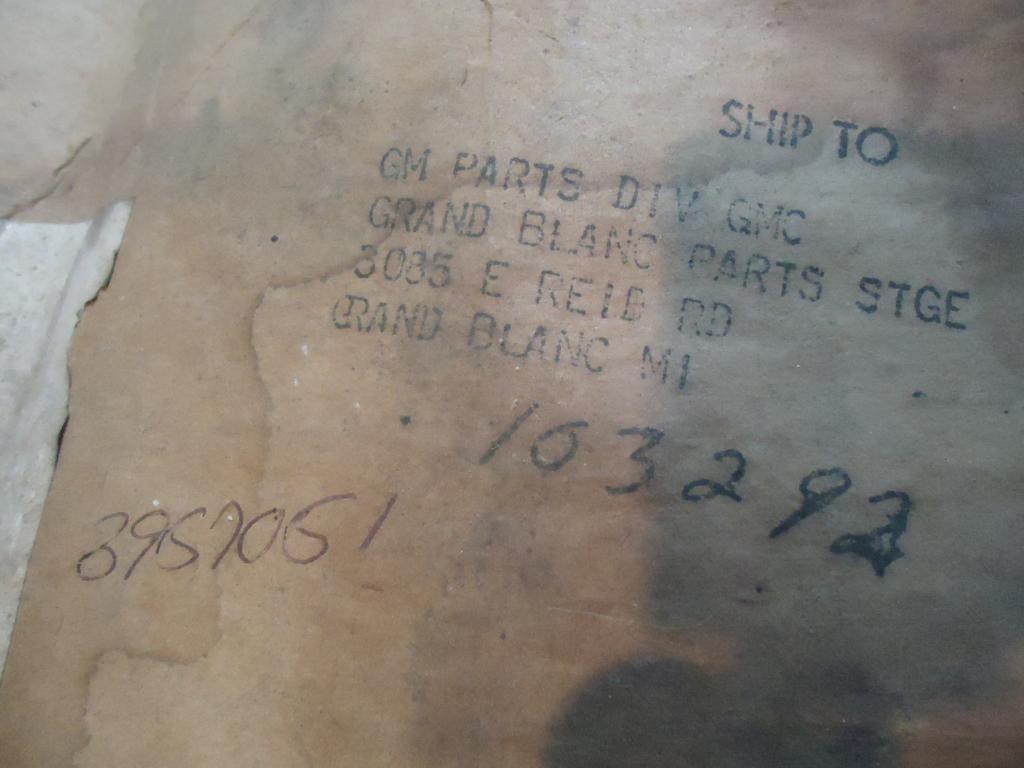 SHIP TO
GM PARTS DIV GMC
GRAND BLANC PARTS STGE
3085 E REID RD
GRAND BLANC MI
103292
3957051